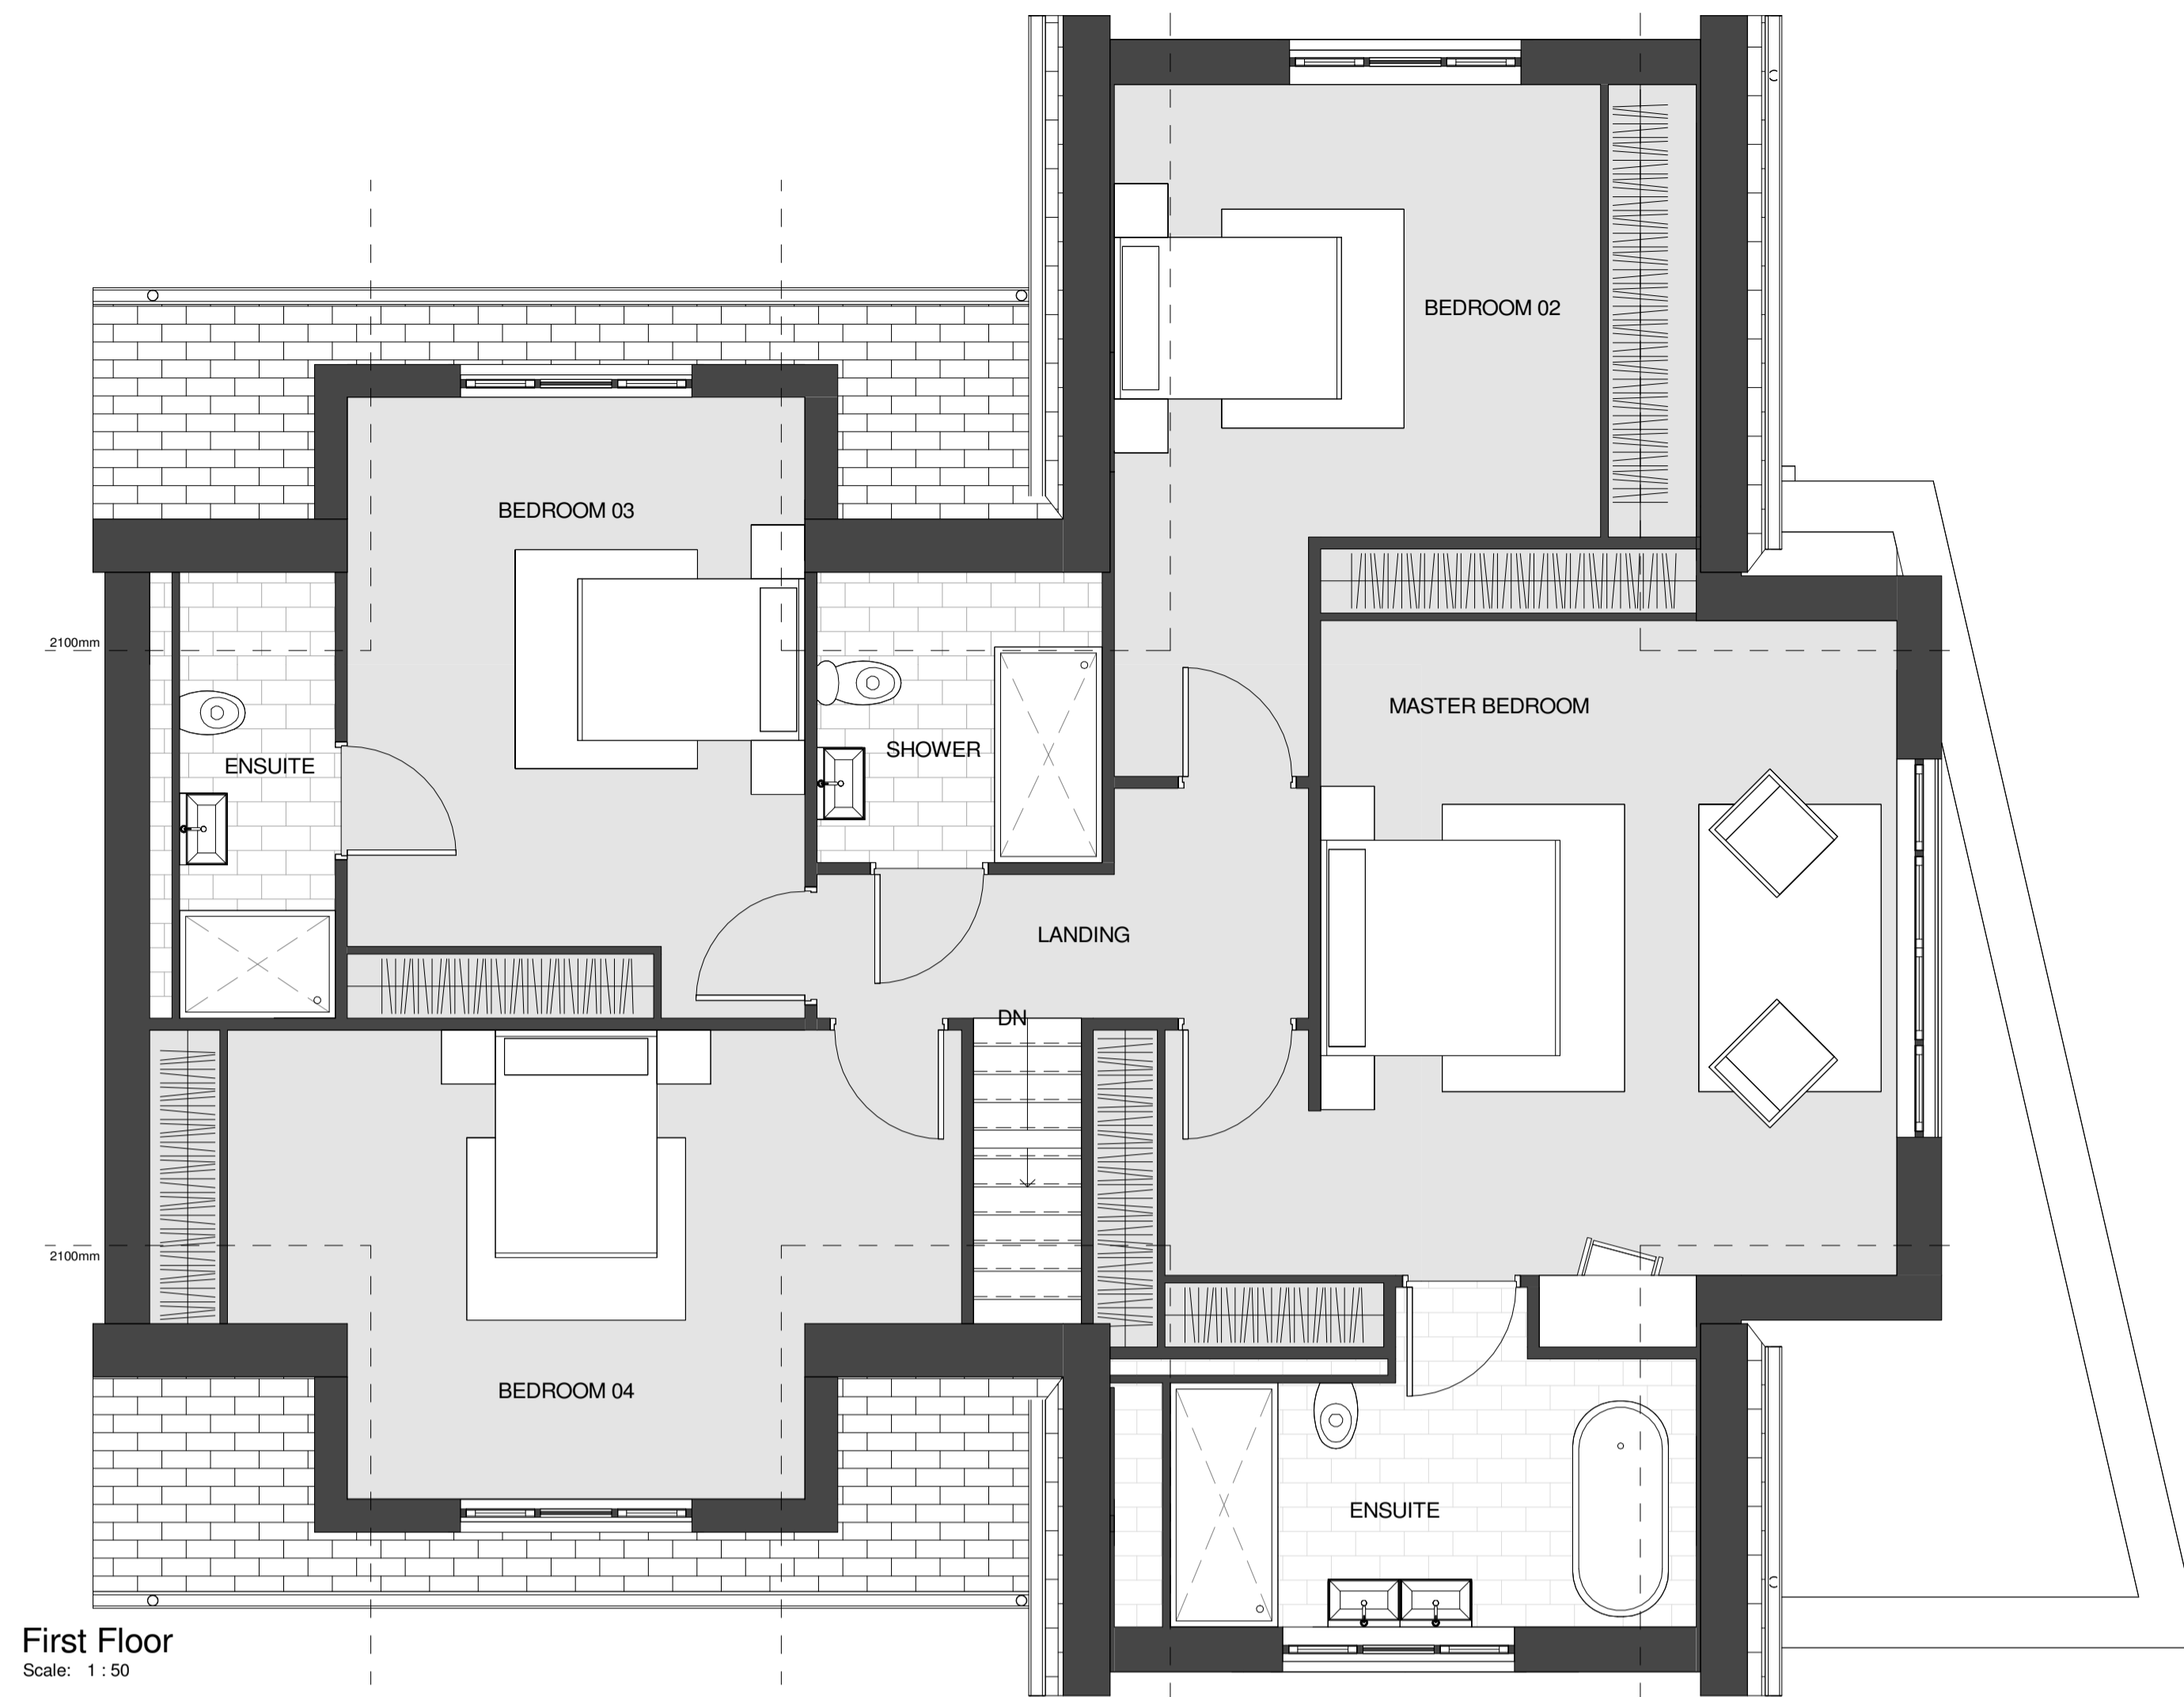 BEDROOM 02
BEDROOM 03
2100mm
MASTER BEDROOM
SHOWER
ENSUITE
LANDING
DN
2100mm
BEDROOM 04
ENSUITE
First Floor
Scale: 1 : 50